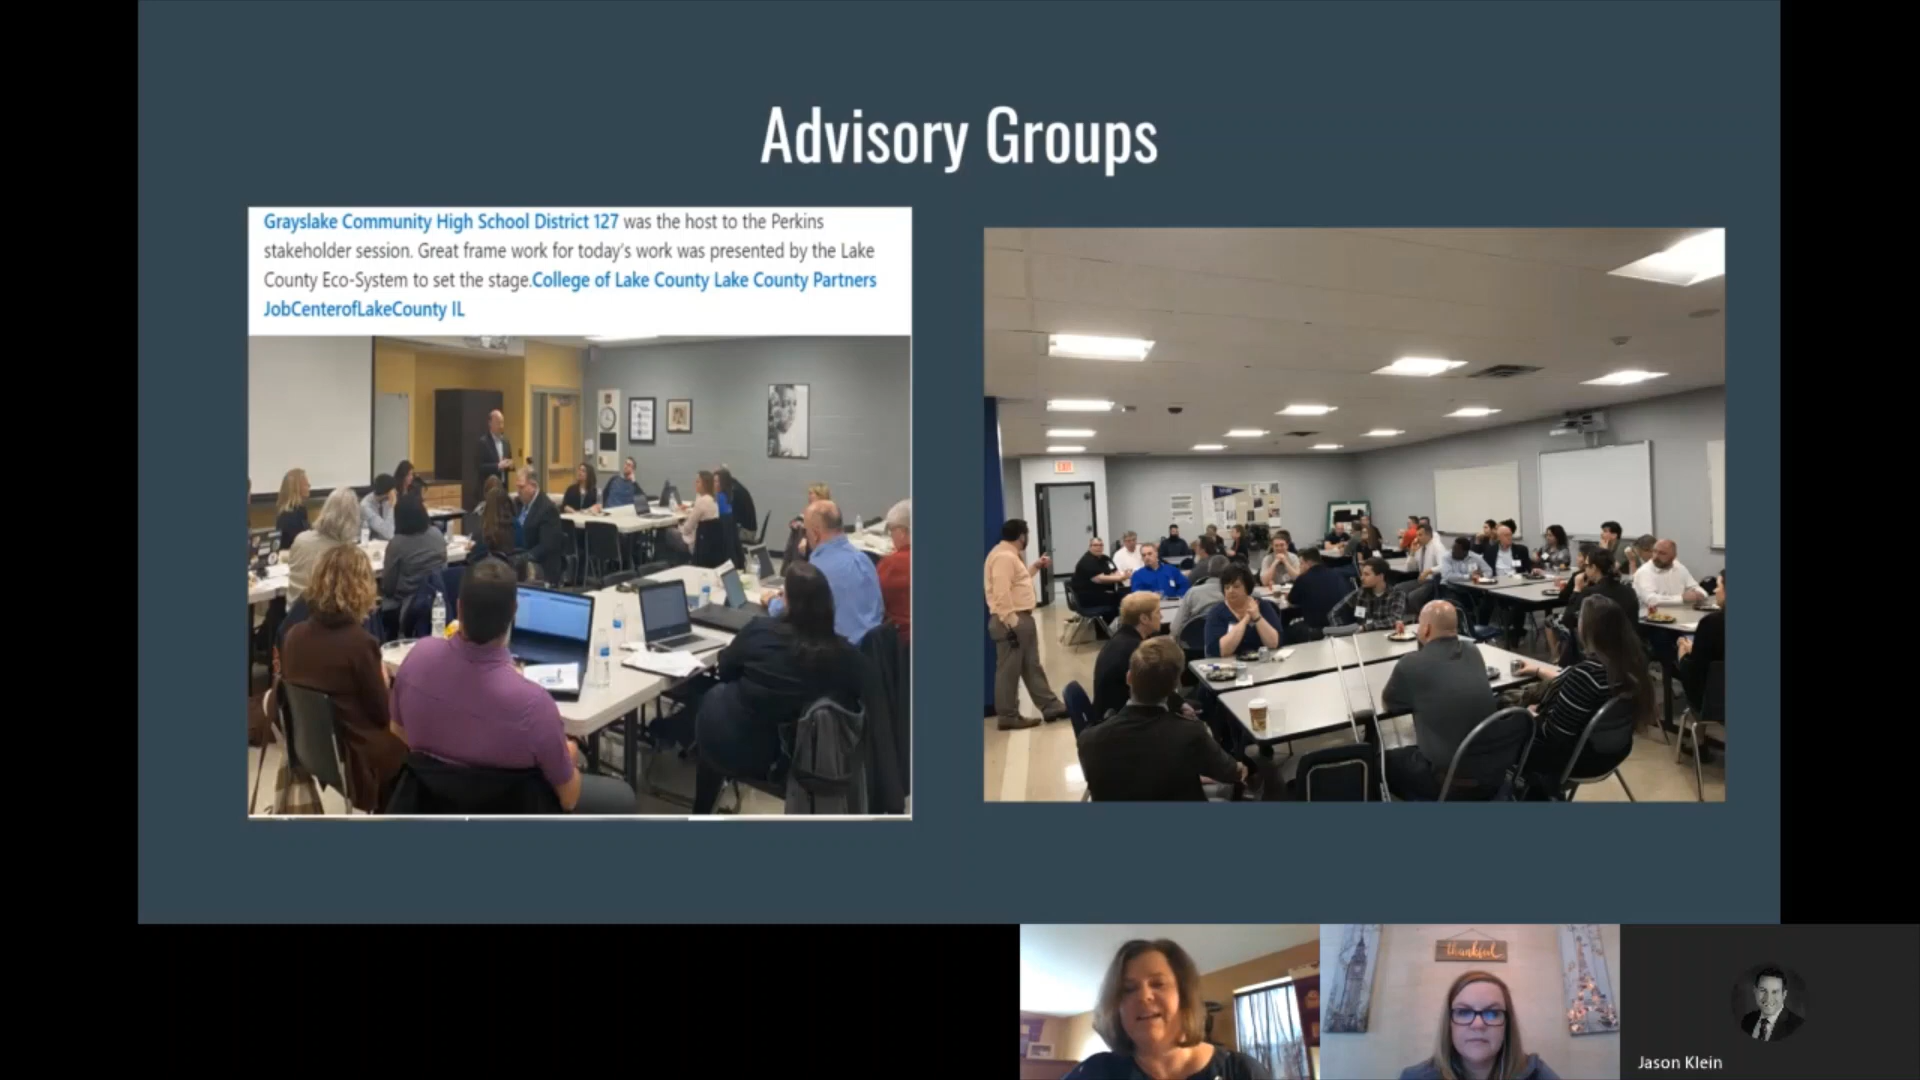 Advisory Groups
Grayslake Community High School District 127 was the host to the Perkins
stakeholder session. Great frame work for today's work was presented by the Lake
County Eco-System to set the stage.College of Lake County Lake County Partners
JobCenterofLakeCounty IL
EXIT
thankful
Jason Klein